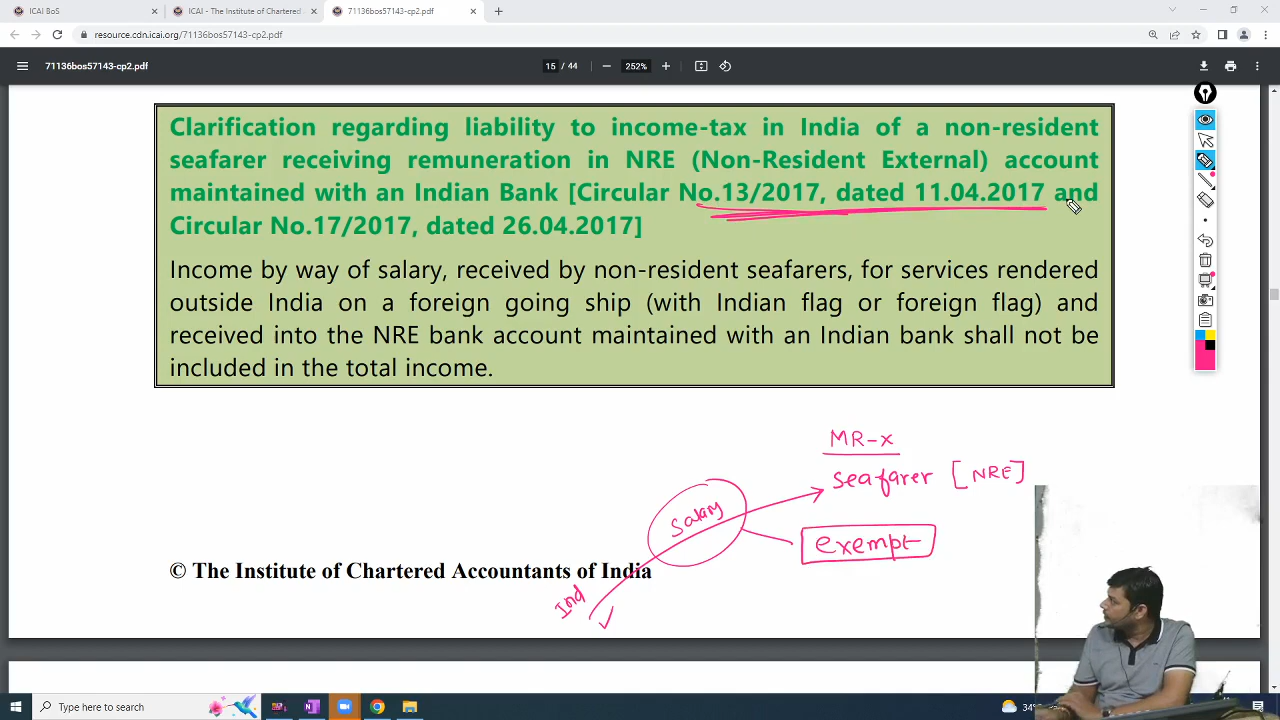 ICAI BoS
ICAI - The Institute of Chartered
71136bos57143-cp2.pdf
resource.cdn.icai.org/71136bos57143-cp2.pdf
71136bos57143-cp2.pdf
15 / 44
252%
Clarification regarding liability to income-tax in India of a non-resident
seafarer receiving remuneration in NRE (Non-Resident External) account
maintained with an Indian Bank [Circular No.13/2017, dated 11.04.2017 and
Circular No.17/2017, dated 26.04.2017]
Income by way of salary, received by non-resident seafarers, for services rendered
outside India on a foreign going ship (with Indian flag or foreign flag) and
received into the NRE bank account maintained with an Indian bank shall not be
included in the total income.
MR-X
Seafarer [NRE]
Salary
exempt
© The Institute of Chartered Accountants of India
Ind
Type here to search